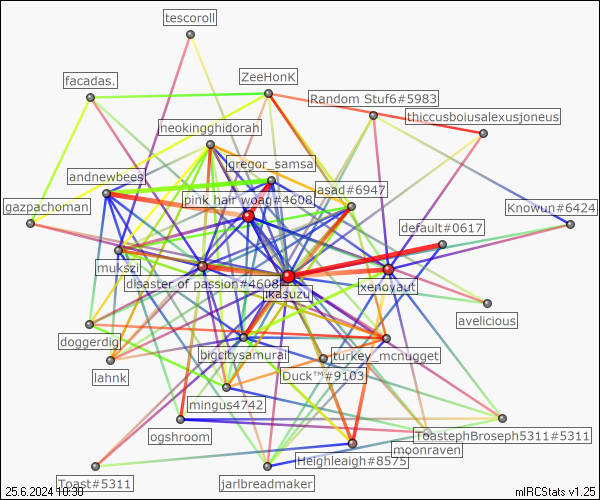 tescoroll
ZeeHonK
facadas.
Random Stuf6#5983
thiccusboiusalexusjoneus
neokingghidorah
gregor_samsa
andnewbees
asad#6947
pink hair woag#4608
gazpachoman
Knowun#6424
default#0617
mukszil
disaster of passion#4608
ikasuzu
xenoyaut
avelicious
doggerdig
bigcitysamurai
turkey_mcnugget
lahnk
Duck™#9103
mingus4742
ogshroom
ToastephBroseph5311#5311
moonraven
Heighleaigh#8575
Toast#5311
jarlbreadmaker
25.6.2024 10:30
mIRCStats v1.25